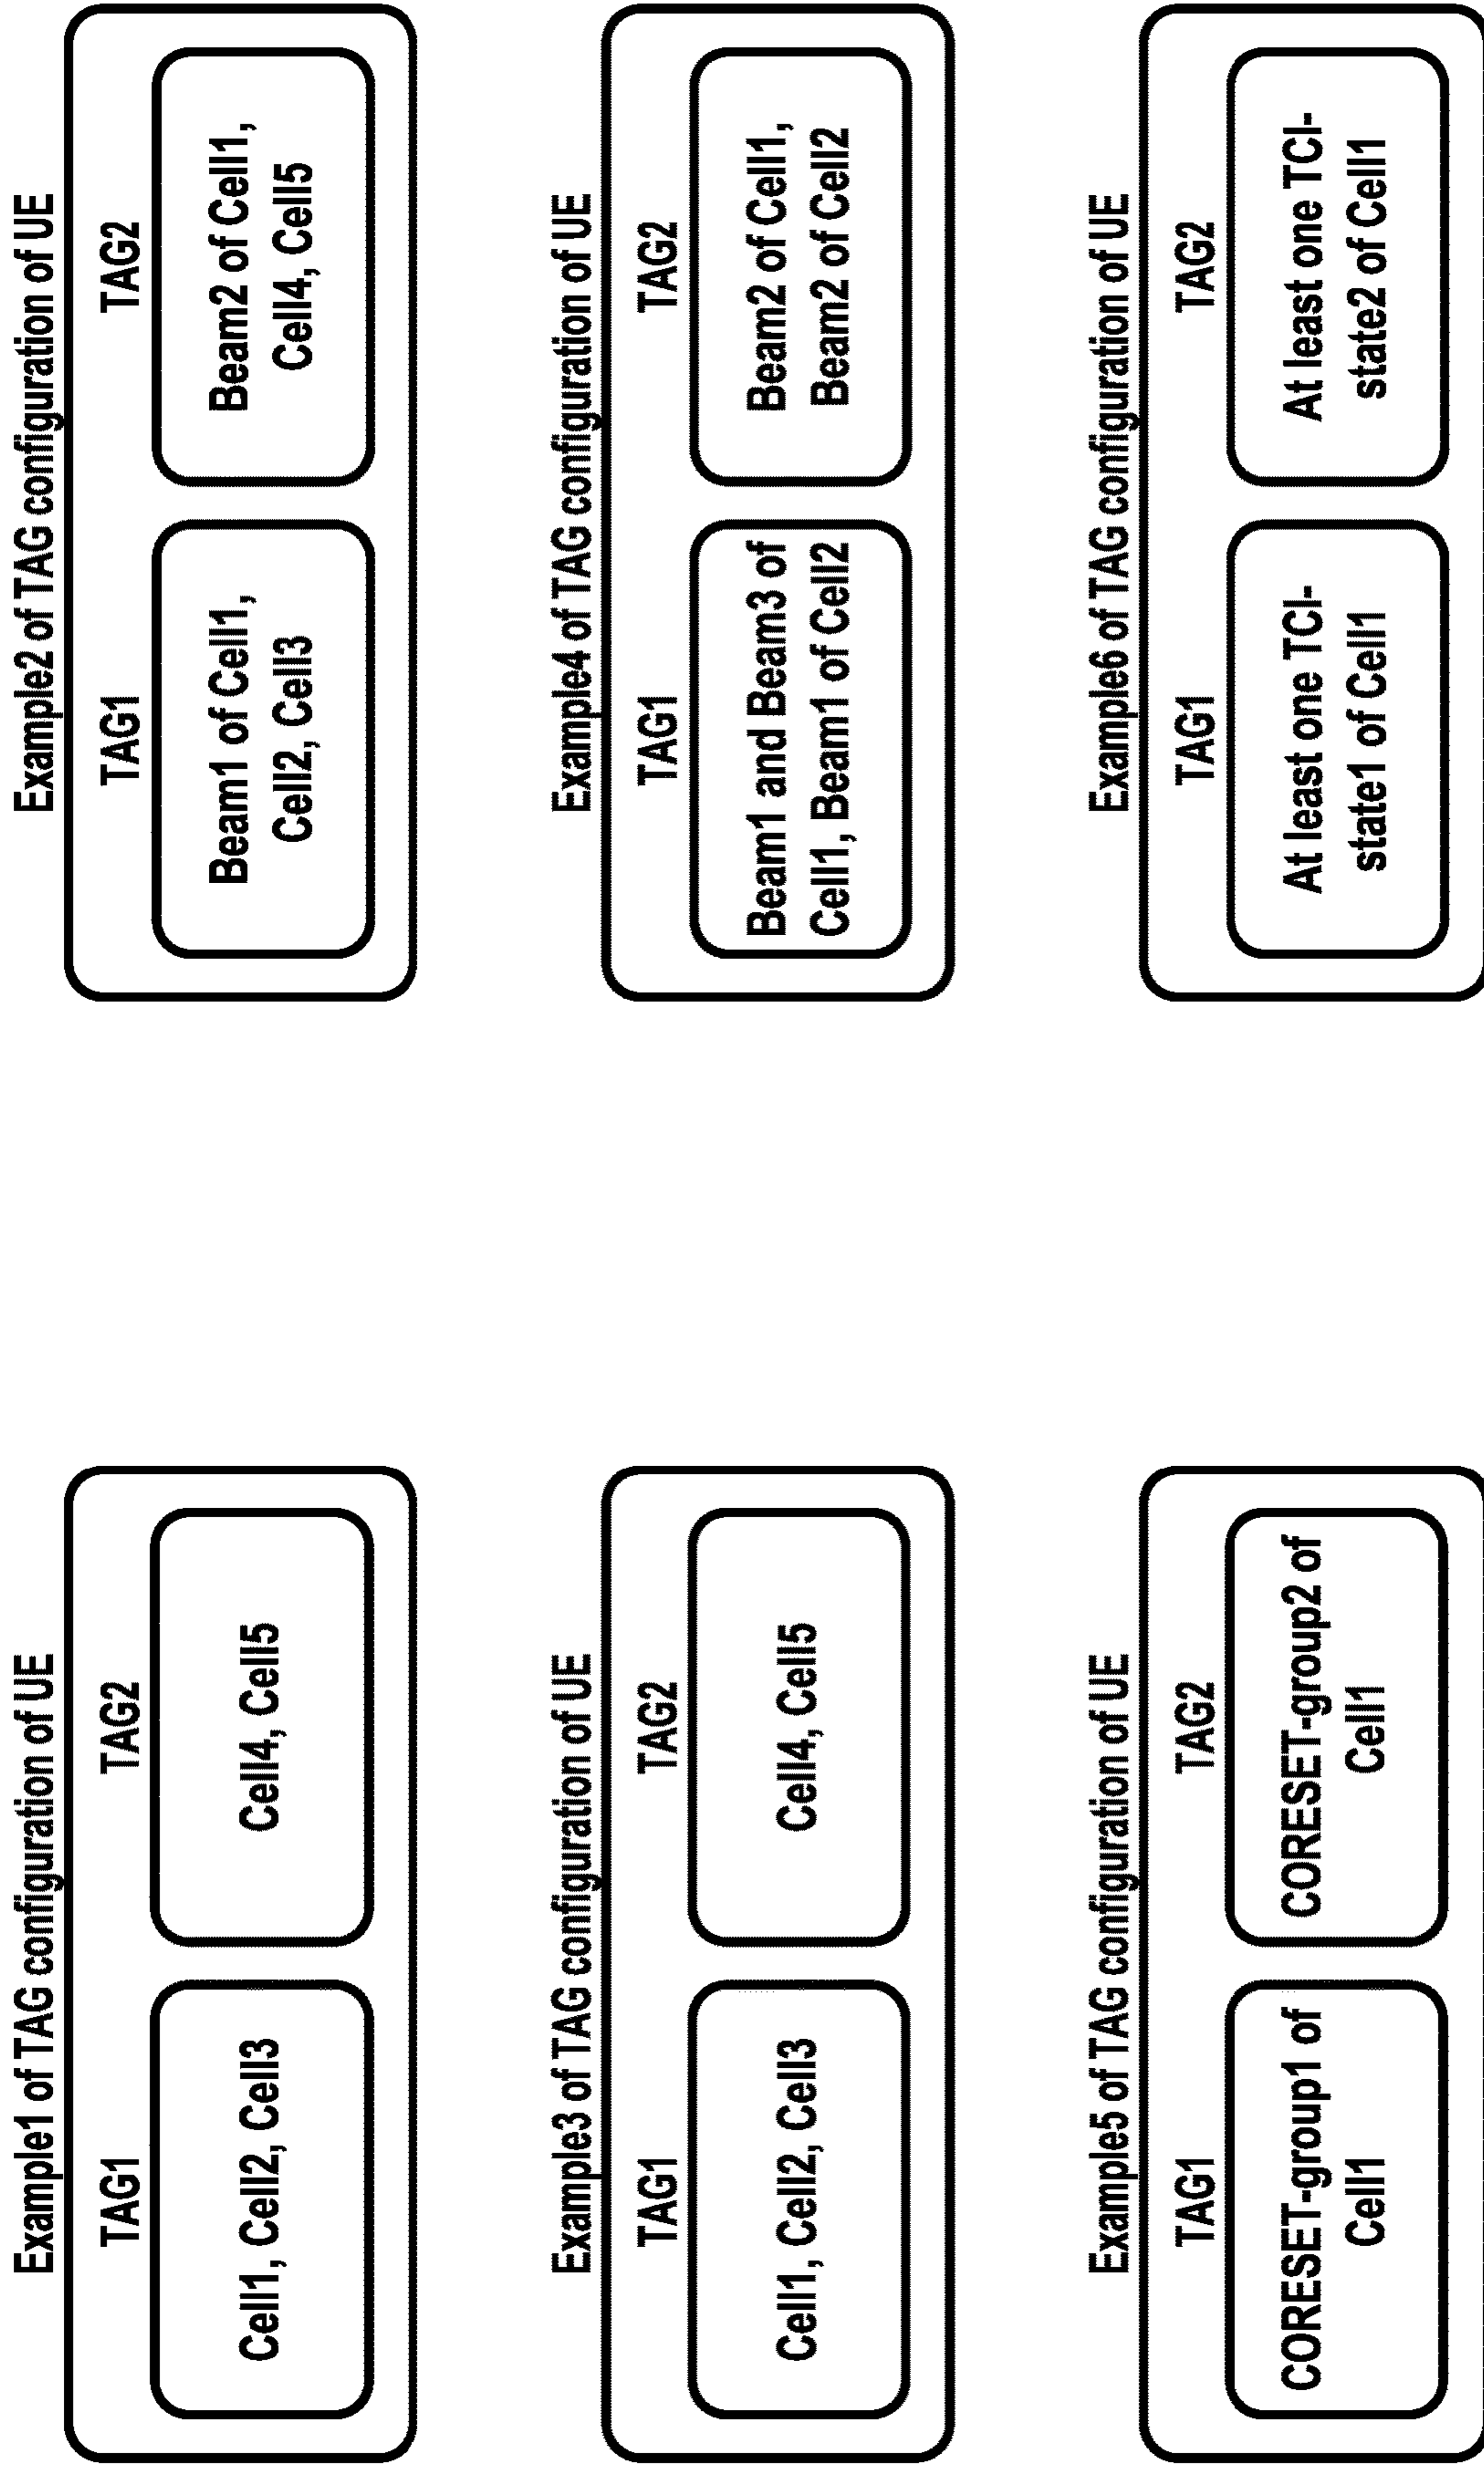 Example1 of TAG configuration of UE
TAG1
TAG2
Cell1, Cell2, Cell3
Cell4, Cell5
Example2 of TAG configuration of UE
TAG1
TAG2
Beam1 of Cell1,
Cell2, Cell3
Beam2 of Cell1,
Cell4, Cell5
Example3 of TAG configuration of UE
TAG1
TAG2
Cell1, Cell2, Cell3
Cell4, Cell5
Example4 of TAG configuration of UE
TAG1
TAG2
Beam1 and Beam3 of
Cell1, Beam1 of Cell2
Beam2 of Cell1,
Beam2 of Cell2
Example5 of TAG configuration of UE
TAG1
TAG2
CORESET-group1 of
Cell1
CORESET-group2 of
Cell1
Example6 of TAG configuration of UE
TAG1
TAG2
At least one TCI-
state1 of Cell1
At least one TCI-
state2 of Cell1